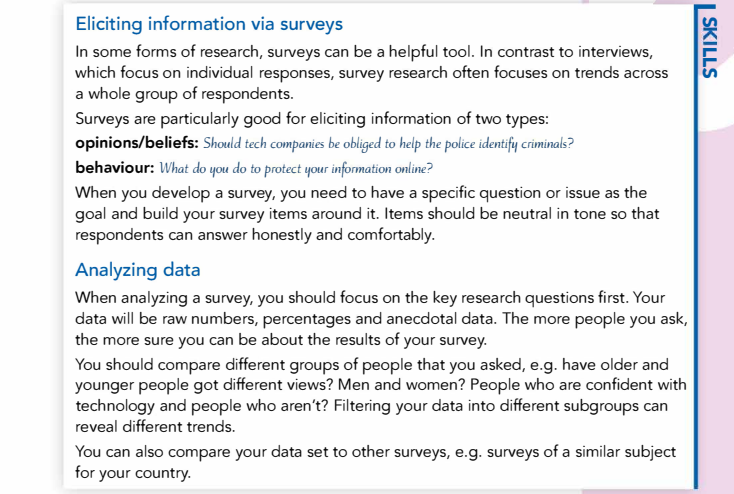 Eliciting information via surveys
In some forms of research, surveys can be a helpful tool. In contrast to interviews,
which focus on individual responses, survey research often focuses on trends across
a whole group of respondents.
Surveys are particularly good for eliciting information of two types:
opinions/beliefs: Should tech companies be obliged to help the police identify criminals?
behaviour: What do you do to protect your information online?
When you develop a survey, you need to have a specific question or issue as the
goal and build your survey items around it. Items should be neutral in tone so that
respondents can answer honestly and comfortably.
Analyzing data
When analyzing a survey, you should focus on the key research questions first. Your
data will be raw numbers, percentages and anecdotal data. The more people you ask,
the more sure you can be about the results of your survey.
You should compare different groups of people that you asked, e.g. have older and
younger people got different views? Men and women? People who are confident with
technology and people who aren't? Filtering your data into different subgroups can
reveal different trends.
You can also compare your data set to other surveys, e.g. surveys of a similar subject
for your country.
SKILLS